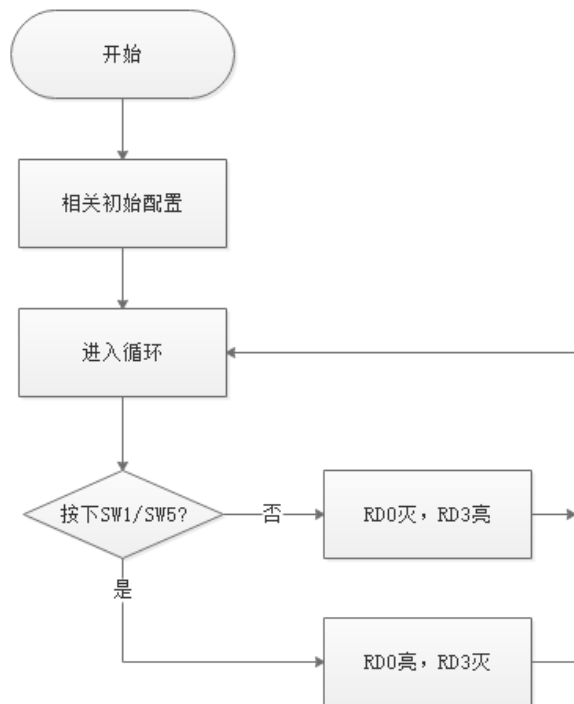 开始
相关初始配置
进入循环
按下SW1/SW5?
否
RD0灭，RD3亮
是
RD0亮，RD3灭